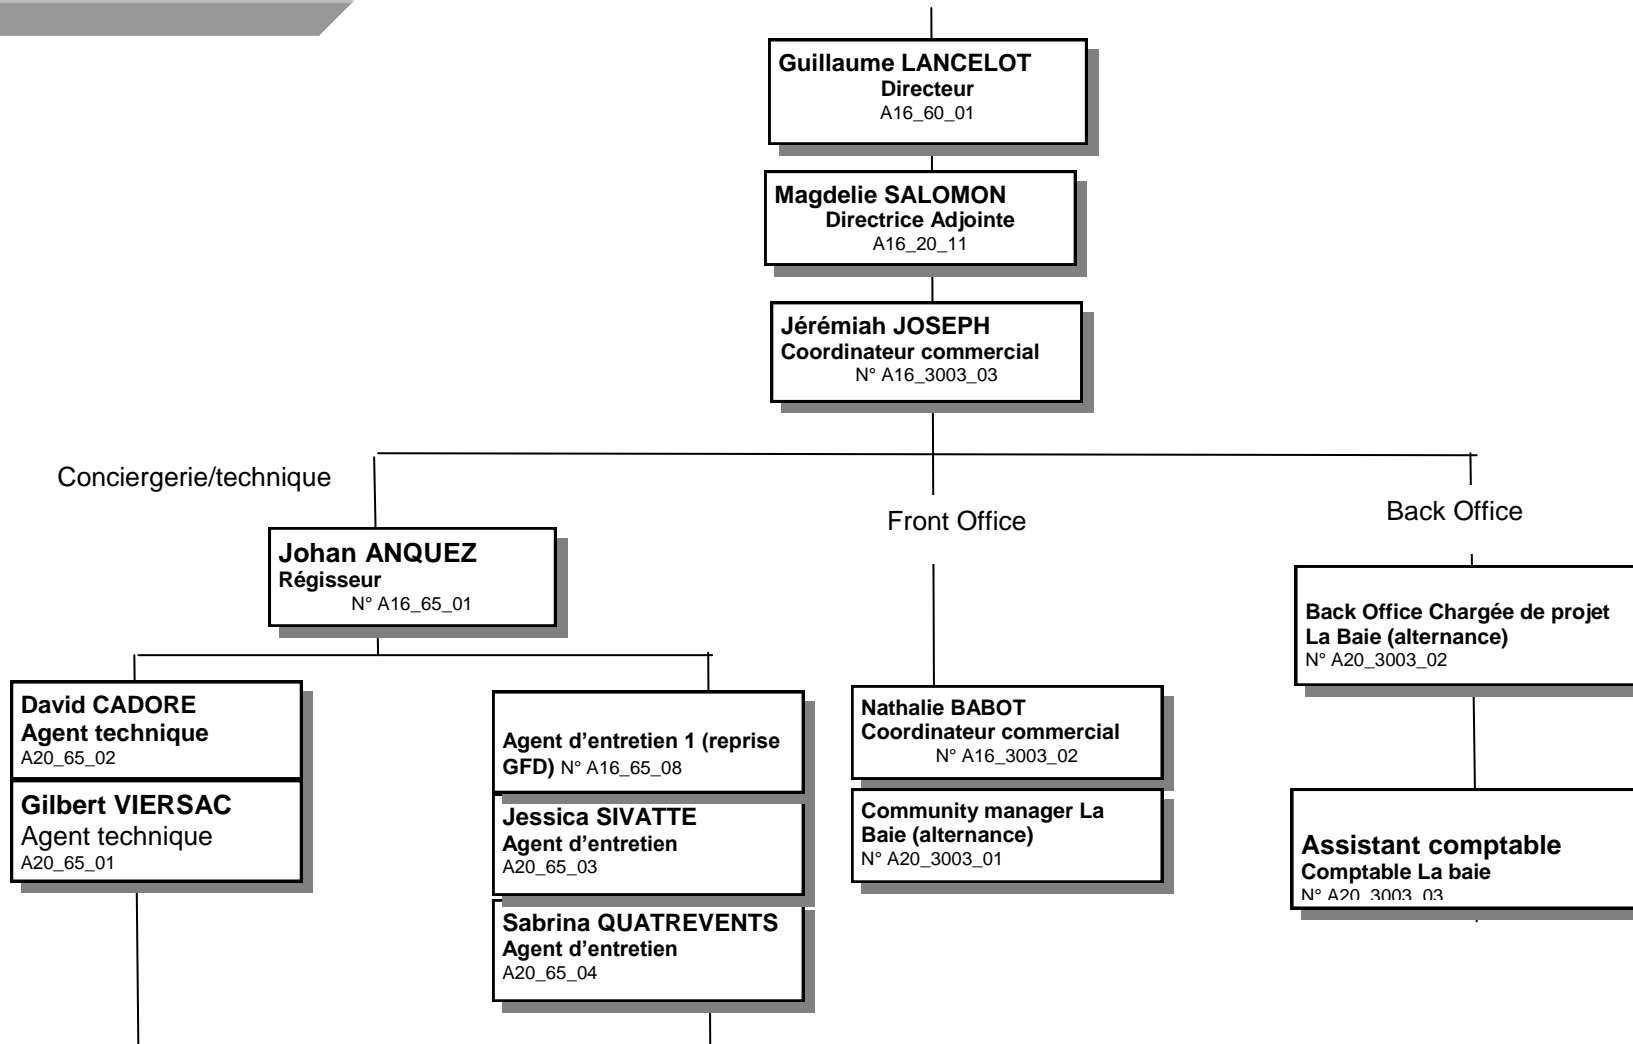 Guillaume LANCELOT
Directeur
A16_60_01
Magdelie SALOMON
Directrice Adjointe
A16_20_11
Jérémiah JOSEPH
Coordinateur commercial
N° A16_3003_03
Conciergerie/technique
Front Office
Back Office
Johan ANQUEZ
Régisseur
N° A16_65_01
David CADORE
Agent technique
A20_65_02
Gilbert VIERSAC
Agent technique
A20_65_01
Agent d’entretien 1 (reprise
GFD) N° A16_65_08
Jessica SIVATTE
Agent d’entretien
A20_65_03
Sabrina QUATREVENTS
Agent d’entretien
A20_65_04
Nathalie BABOT
Coordinateur commercial
N° A16_3003_02
Community manager La
Baie (alternance)
N° A20_3003_01
Back Office Chargée de projet
La Baie (alternance)
N° A20_3003_02
Assistant comptable
Comptable La baie
N° A20_3003_03